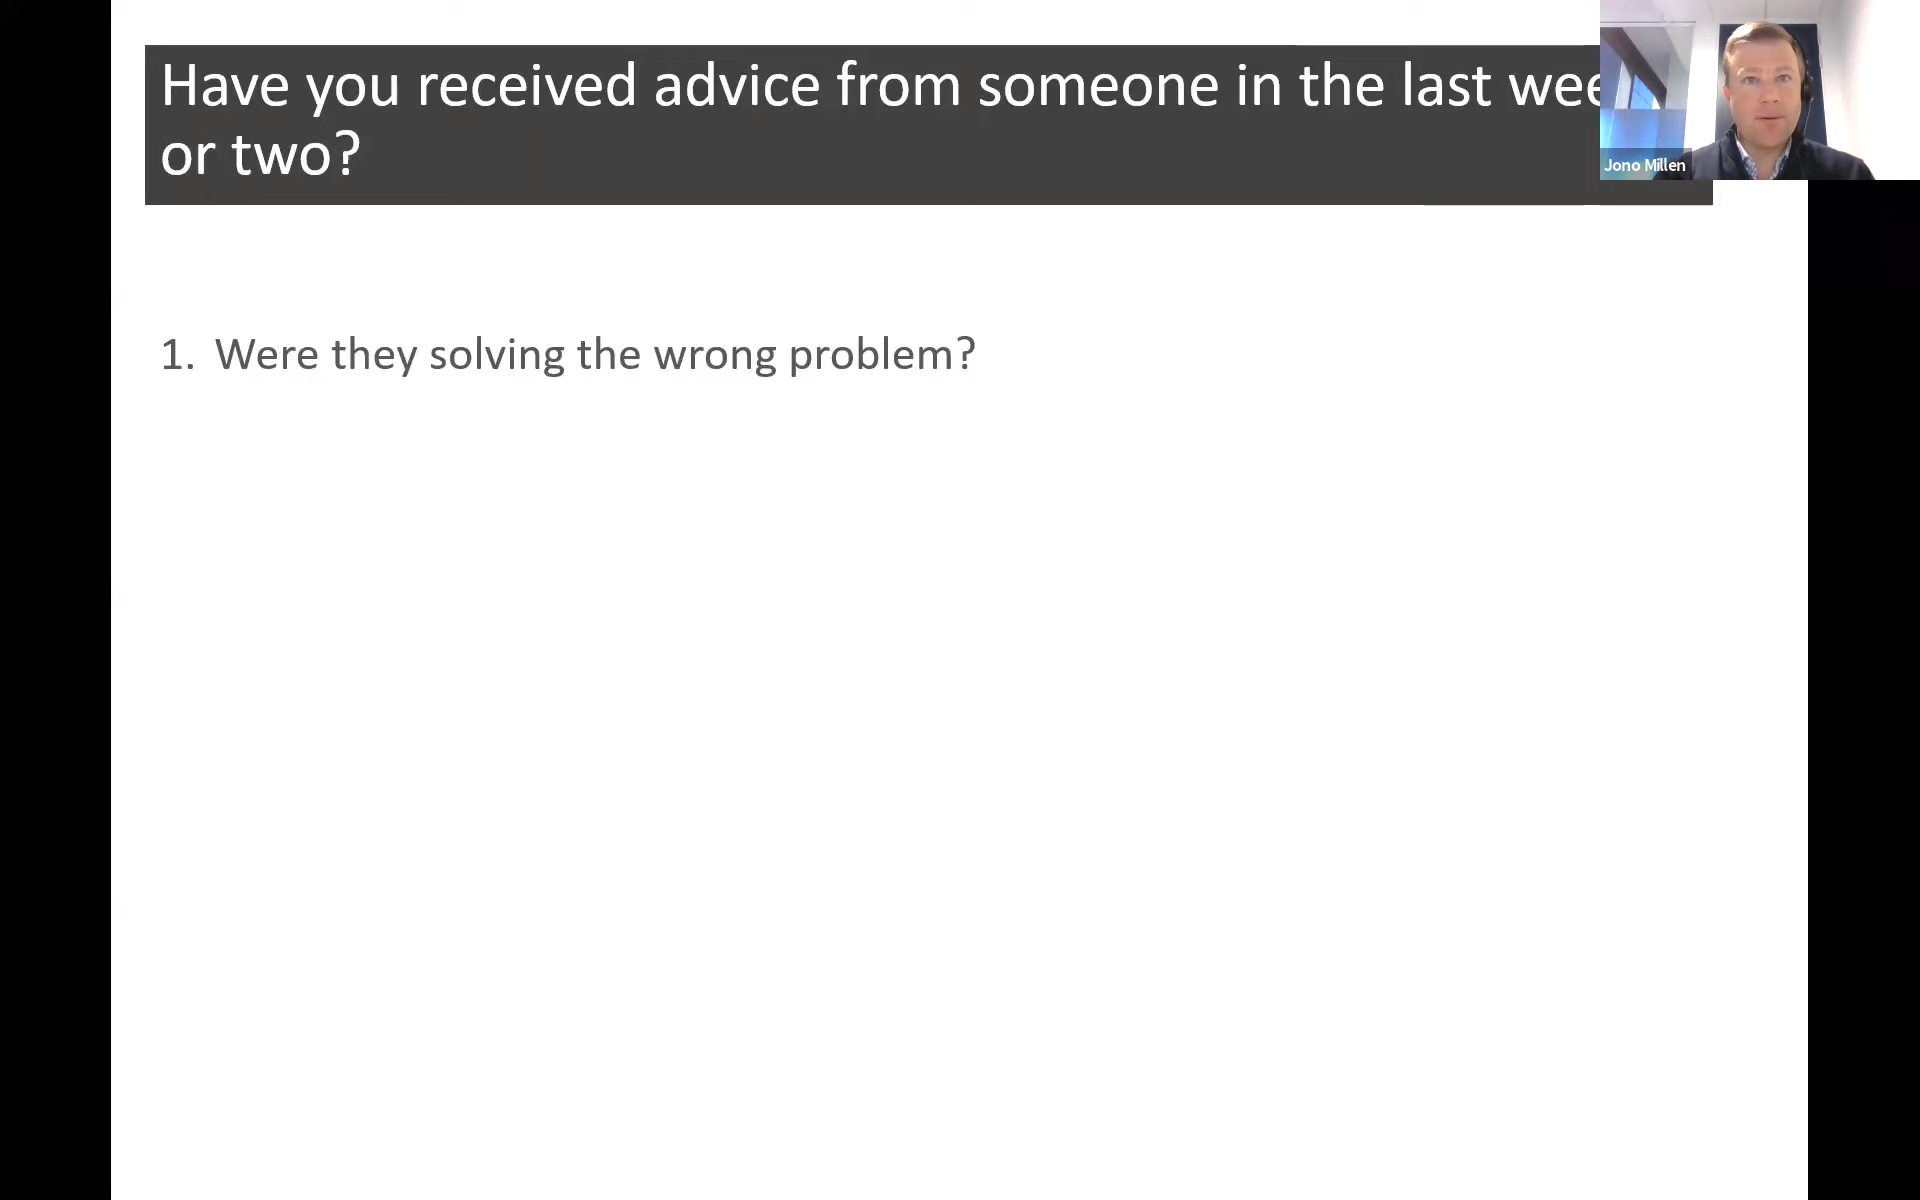 Have you received advice from someone in the last
or two?
Jono Millen
1. Were they solving the wrong problem?